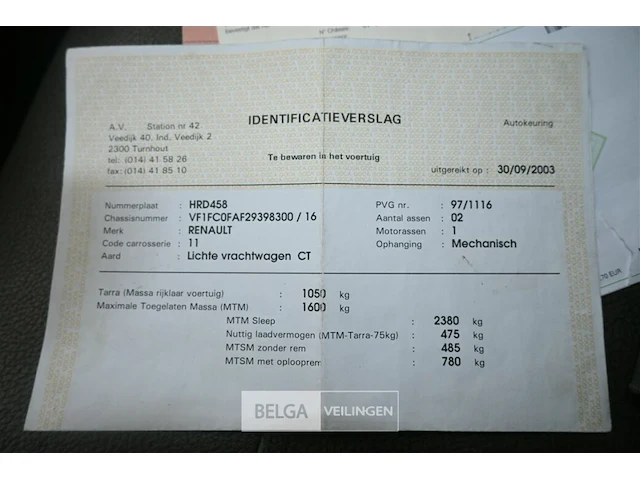 IDENTIFICATIEVERSLAG
Autokeuring
A.V. Station nr 42
Veedijk 40, Ind. Veedijk 2
2300 Turnhout
tel: (014) 41 58 26
fax: (014) 41 85 10
Te bewaren in het voertuig
uitgereikt op : 30/09/2003
Nummerplaat : HRD458
PVG nr. : 97/1116
Chassisnummer : VF1FC0FAF29398300 / 16
Aantal assen : 02
Merk : RENAULT
Motorassen : 1
Code carrosserie : 11
Ophanging : Mechanisch
Aard : Lichte vrachtwagen CT
Tarra (Massa rijklaar voertuig) : 1050 kg
Maximale Toegelaten Massa (MTM) : 1600 kg
MTM Sleep : 2380 kg
Nuttig laadvermogen (MTM-Tarra-75kg) : 475 kg
MTSM zonder rem : 485 kg
MTSM met oplooprem : 780 kg
70 EUR
BELGA VEILINGEN